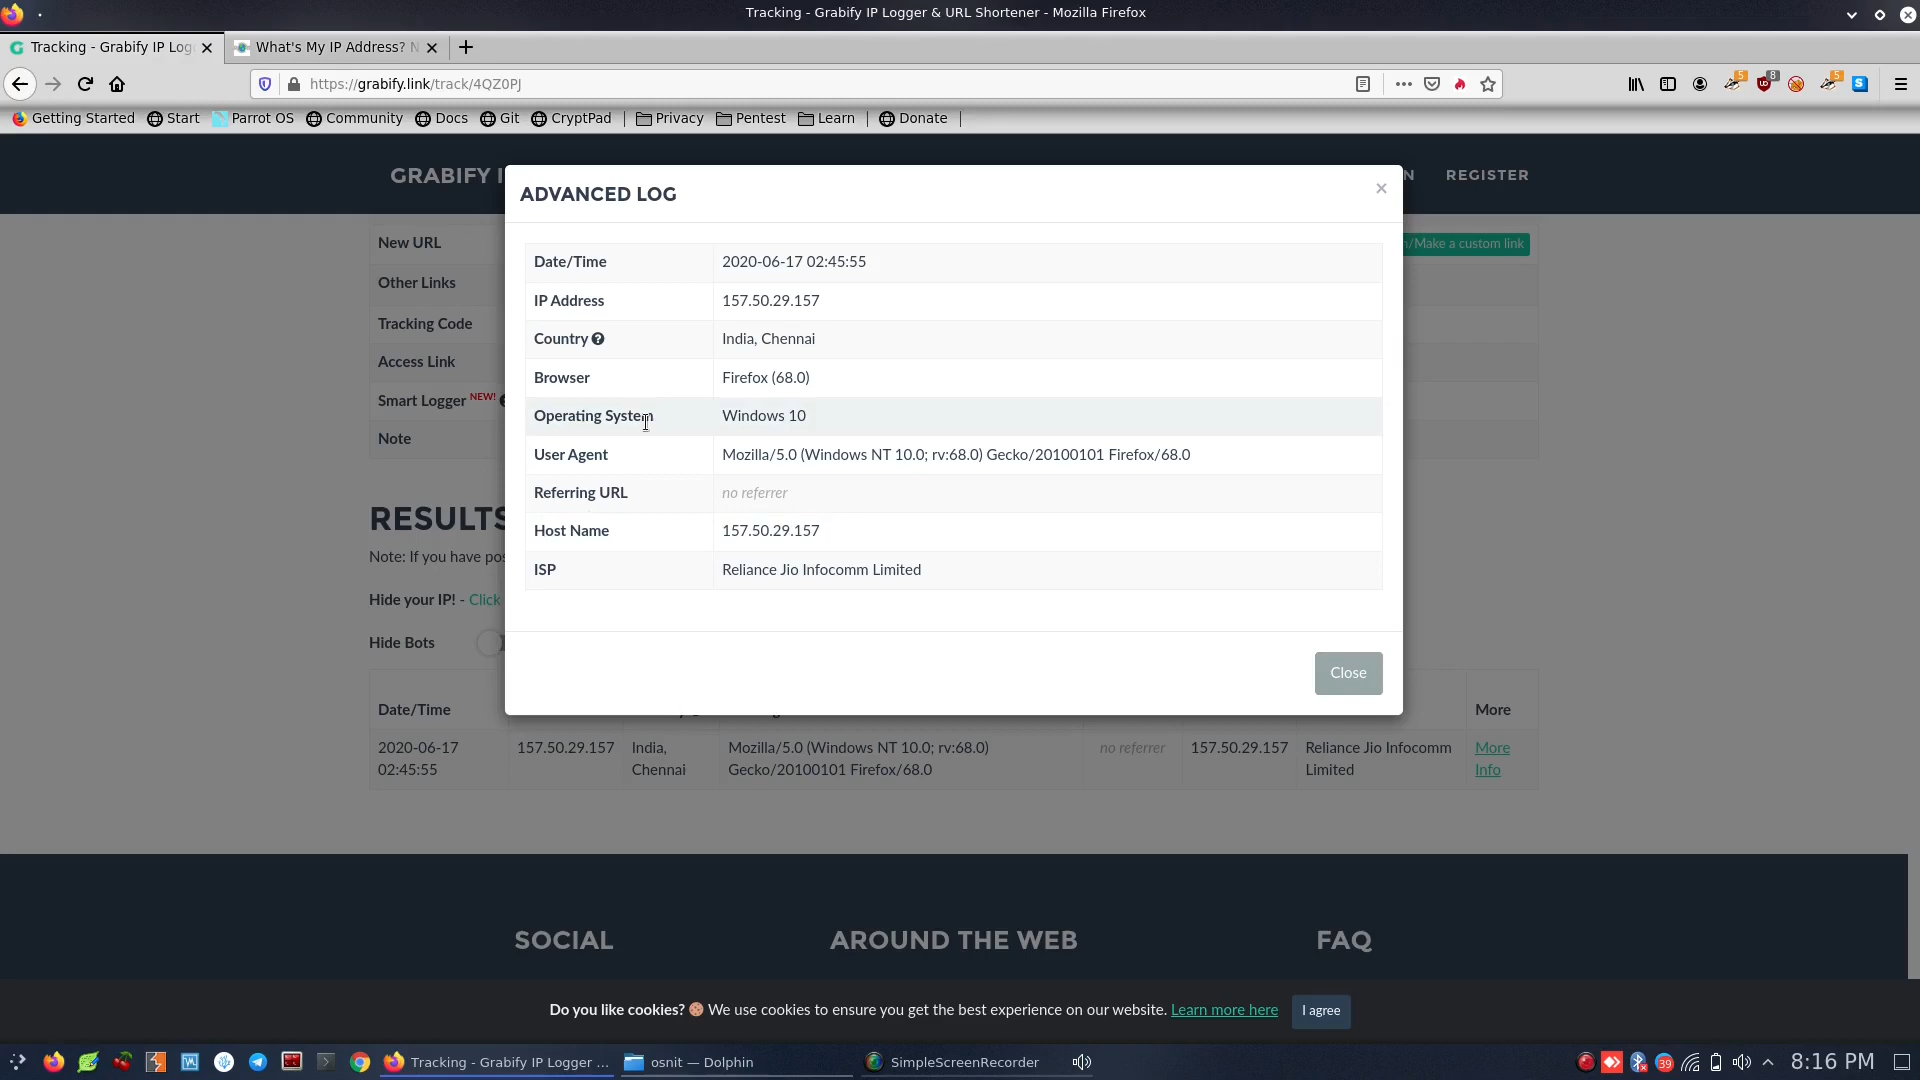 Tracking - Grabify IP Logger & URL Shortener - Mozilla Firefox
Tracking - Grabify IP Log
What's My IP Address? N
https://grabify.link/track/4QZ0PJ
5
8
5
Getting Started
Start
Parrot OS
Community
Docs
Git
CryptPad
Privacy
Pentest
Learn
Donate
GRABIFY I
N
REGISTER
ADVANCED LOG
×
New URL
n/Make a custom link
Other Links
Tracking Code
Access Link
Smart Logger NEW!
Note
Date/Time 2020-06-17 02:45:55
IP Address 157.50.29.157
Country India, Chennai
Browser Firefox (68.0)
Operating System Windows 10
User Agent Mozilla/5.0 (Windows NT 10.0; rv:68.0) Gecko/20100101 Firefox/68.0
Referring URL no referrer
Host Name 157.50.29.157
ISP Reliance Jio Infocomm Limited
Close
RESULTS
Note: If you have pos
Hide your IP! - Click
Hide Bots
Date/Time
More
2020-06-17
02:45:55
157.50.29.157
India,
Chennai
Mozilla/5.0 (Windows NT 10.0; rv:68.0)
Gecko/20100101 Firefox/68.0
no referrer
157.50.29.157
Reliance Jio Infocomm
Limited
More
Info
SOCIAL
AROUND THE WEB
FAQ
Do you like cookies? We use cookies to ensure you get the best experience on our website. Learn more here
I agree
Tracking - Grabify IP Logger ...
osnit — Dolphin
SimpleScreenRecorder
39
8:16 PM